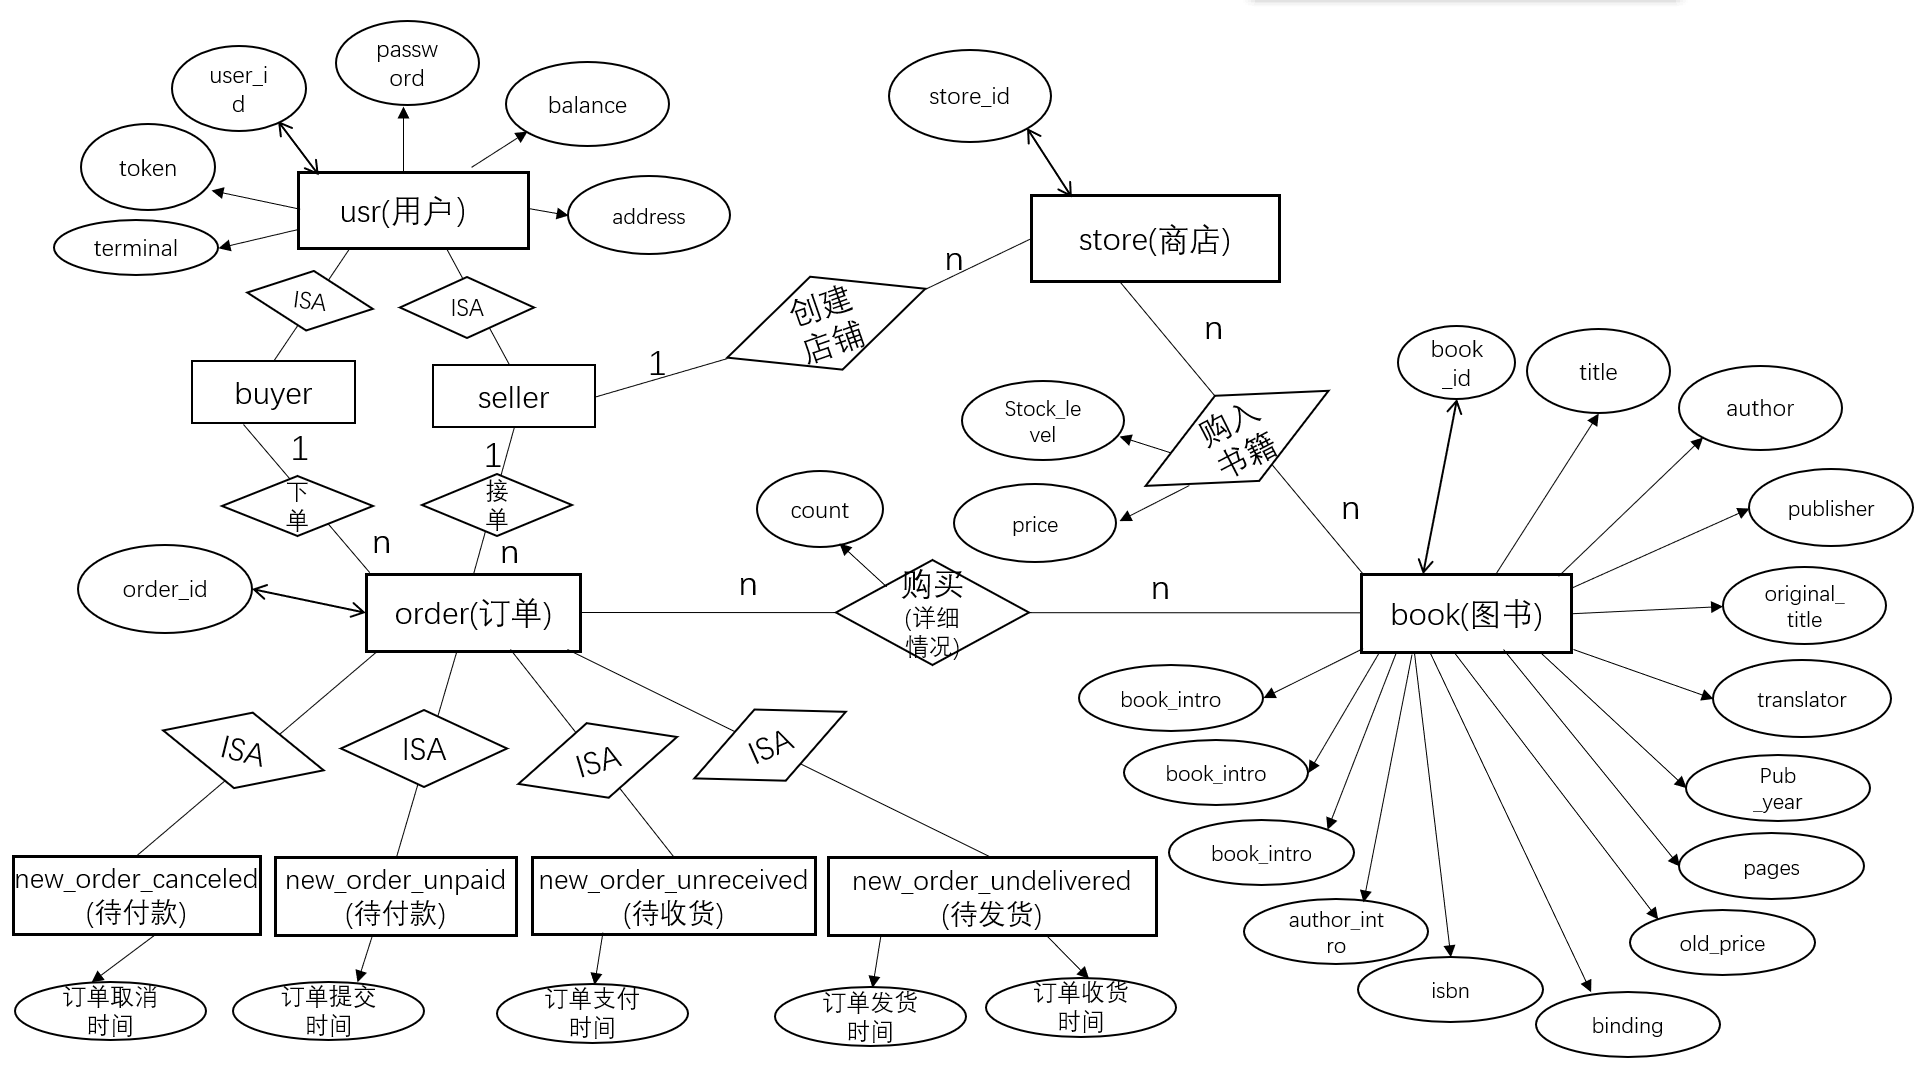 passw
ord
user_i
d
balance
store_id
token
address
usr(用户)
store(商店)
terminal
n
ISA
ISA
创建
店铺
n
book
_id
title
1
buyer
seller
Stock_le
vel
购入
书籍
author
1
1
下
单
接
单
count
price
n
publisher
n
n
order_id
n
购买
(详细
情况)
n
order(订单)
book(图书)
original_
title
book_intro
translator
ISA
ISA
ISA
ISA
book_intro
Pub
_year
book_intro
pages
new_order_canceled
(待付款)
new_order_unpaid
(待付款)
new_order_unreceived
(待收货)
new_order_undelivered
(待发货)
author_int
ro
old_price
订单取消
时间
订单提交
时间
订单支付
时间
订单发货
时间
订单收货
时间
isbn
binding